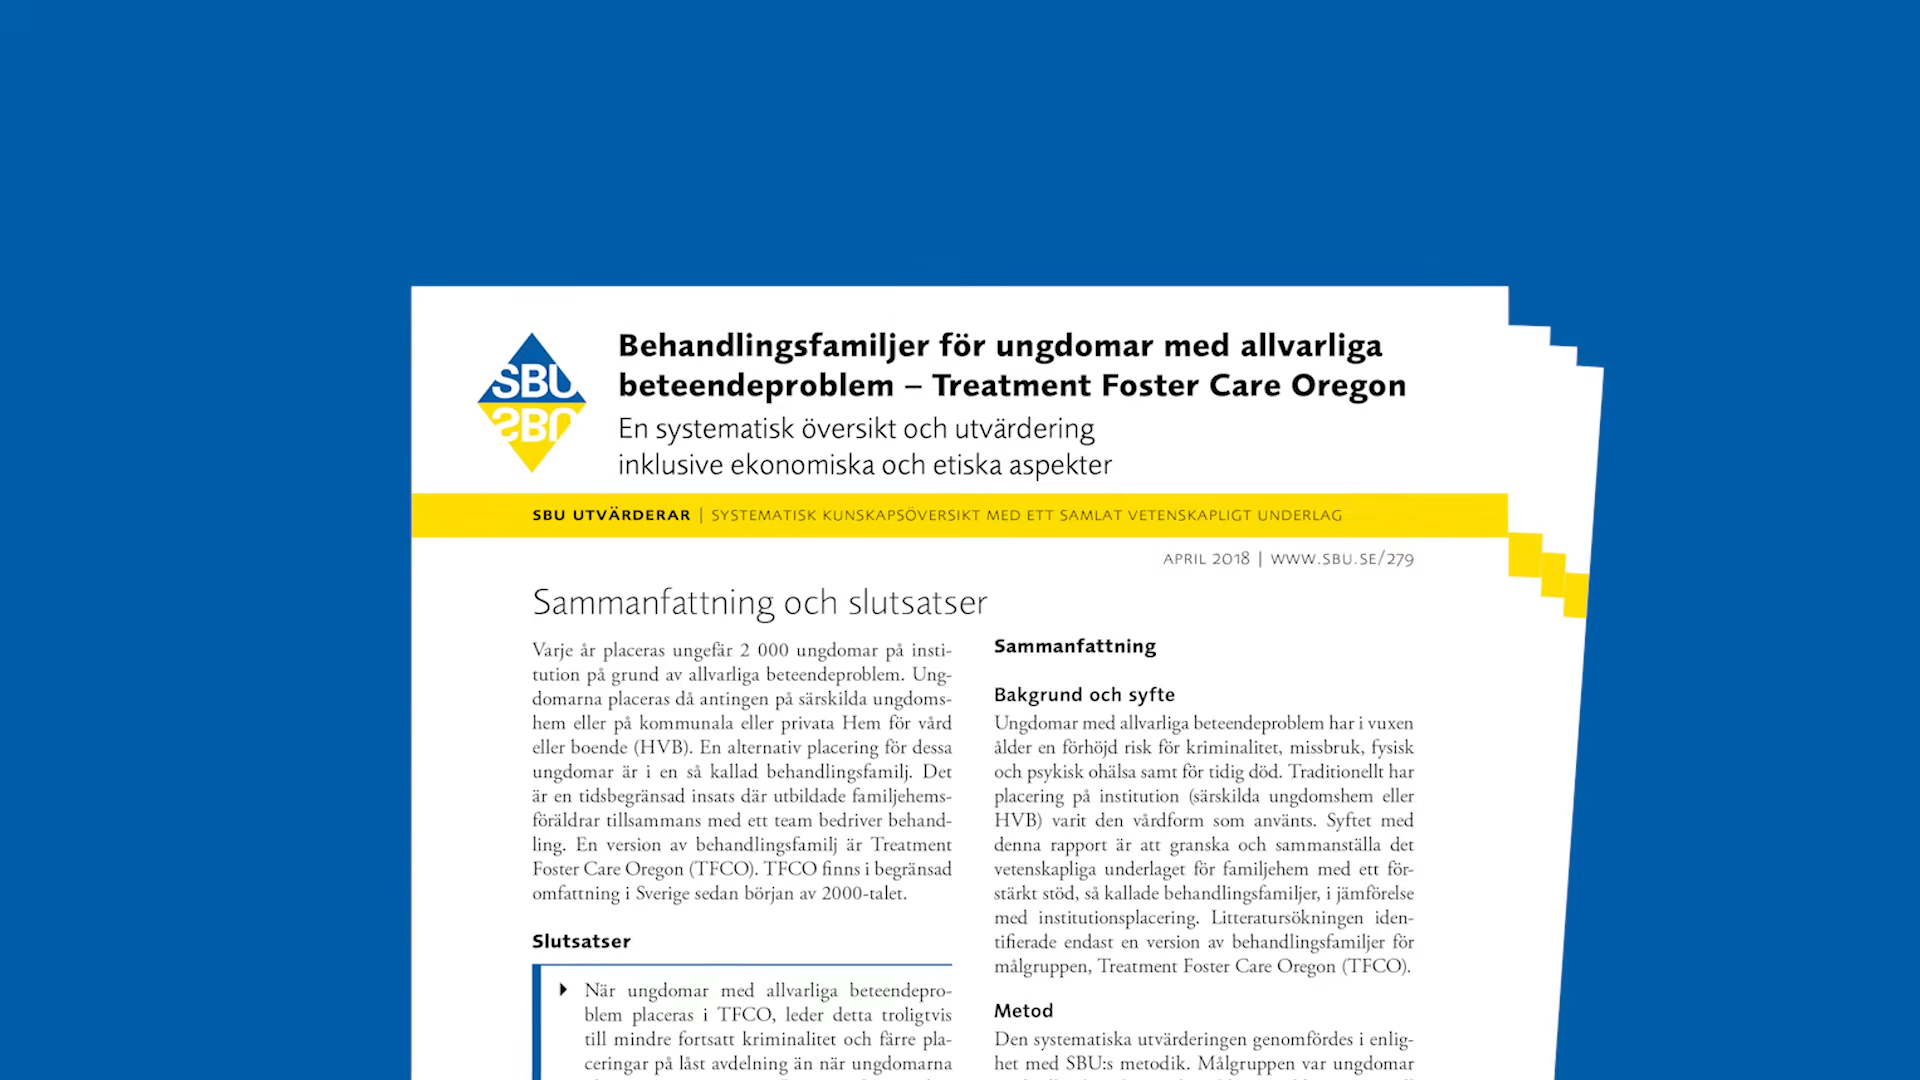 SBU
Behandlingsfamiljer för ungdomar med allvarliga
beteendeproblem – Treatment Foster Care Oregon
En systematisk översikt och utvärdering
inklusive ekonomiska och etiska aspekter
SBU UTVÄRDERAR | SYSTEMATISK KUNSKAPSÖVERSIKT MED ETT SAMLAT VETENSKAPLIGT UNDERLAG
APRIL 2018 | WWW.SBU.SE/279
Sammanfattning och slutsatser
Varje år placeras ungefär 2 000 ungdomar på insti-
tution på grund av allvarliga beteendeproblem. Ung-
domarna placeras då antingen på särskilda ungdoms-
hem eller på kommunala eller privata Hem för vård
eller boende (HVB). En alternativ placering för dessa
ungdomar är i en så kallad behandlingsfamilj. Det
är en tidsbegränsad insats där utbildade familjehems-
föräldrar tillsammans med ett team bedriver behand-
ling. En version av behandlingsfamilj är Treatment
Foster Care Oregon (TFCO). TFCO finns i begränsad
omfattning i Sverige sedan början av 2000-talet.
Slutsatser
När ungdomar med allvarliga beteendepro-
blem placeras i TFCO, leder detta troligtvis
till mindre fortsatt kriminalitet och färre pla-
ceringar på låst avdelning än när ungdomarna
Sammanfattning
Bakgrund och syfte
Ungdomar med allvarliga beteendeproblem har i vuxen
ålder en förhöjd risk för kriminalitet, missbruk, fysisk
och psykisk ohälsa samt för tidig död. Traditionellt har
placering på institution (särskilda ungdomshem eller
HVB) varit den vårdform som använts. Syftet med
denna rapport är att granska och sammanställa det
vetenskapliga underlaget för familjehem med ett för-
stärkt stöd, så kallade behandlingsfamiljer, i jämförelse
med institutionsplacering. Litteratursökningen iden-
tifierade endast en version av behandlingsfamiljer för
målgruppen, Treatment Foster Care Oregon (TFCO).
Metod
Den systematiska utvärderingen genomfördes i enlig-
het med SBU:s metodik. Målgruppen var ungdomar